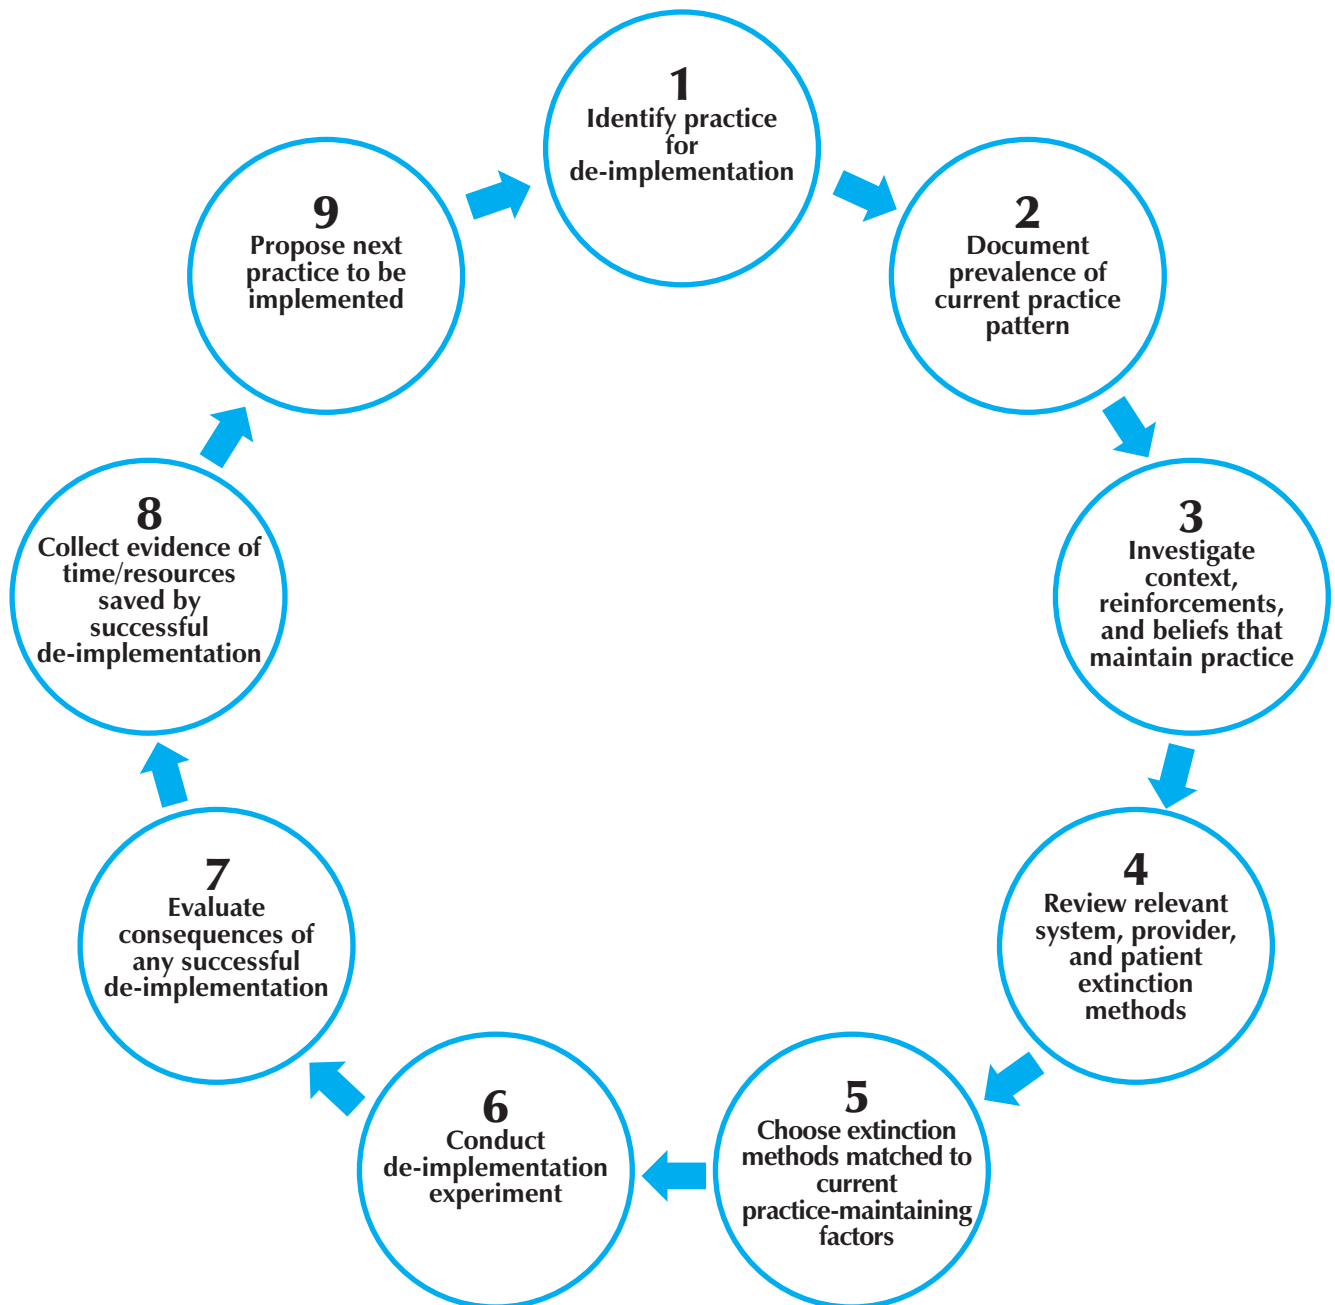 1
Identify practice
for
de-implementation
2
Document
prevalence of
current practice
pattern
3
Investigate
context,
reinforcements,
and beliefs that
maintain practice
4
Review relevant
system, provider,
and patient
extinction
methods
5
Choose extinction
methods matched to
current
practice-maintaining
factors
6
Conduct
de-implementation
experiment
7
Evaluate
consequences of
any successful
de-implementation
8
Collect evidence of
time/resources
saved by
successful
de-implementation
9
Propose next
practice to be
implemented